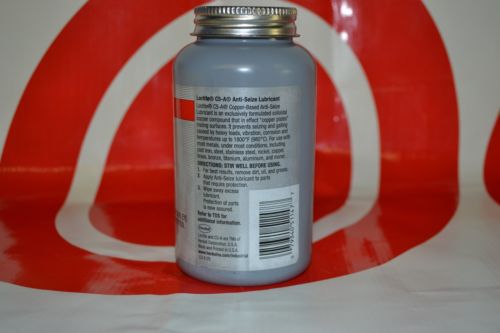 Loctite® C5-A® Anti-Seize Lubricant
Loctite® C5-A® Copper-Based Anti-Seize
Lubricant is an exclusively formulated colloidal
copper compound that in effect "copper plates"
mating surfaces. It prevents seizing and galling
caused by heavy loads, vibration, corrosion and
temperatures up to 1800°F (982°C). For use with
most metals, under most conditions, including
cast iron, steel, stainless steel, nickel, copper,
brass, bronze, titanium, aluminum, and more.
DIRECTIONS: STIR WELL BEFORE USING.
1. For best results, remove dirt, oil, and grease.
2. Apply Anti-Seize lubricant to parts
that require protection.
3. Wipe away excess
lubricant.
Protection of parts
is now secured.
Refer to TDS for
additional information.
Henkel
Loctite and C5-A are TMs of
Henkel Corporation, U.S.A.
Made and Printed in U.S.A.
www.henkelna.com/industrial